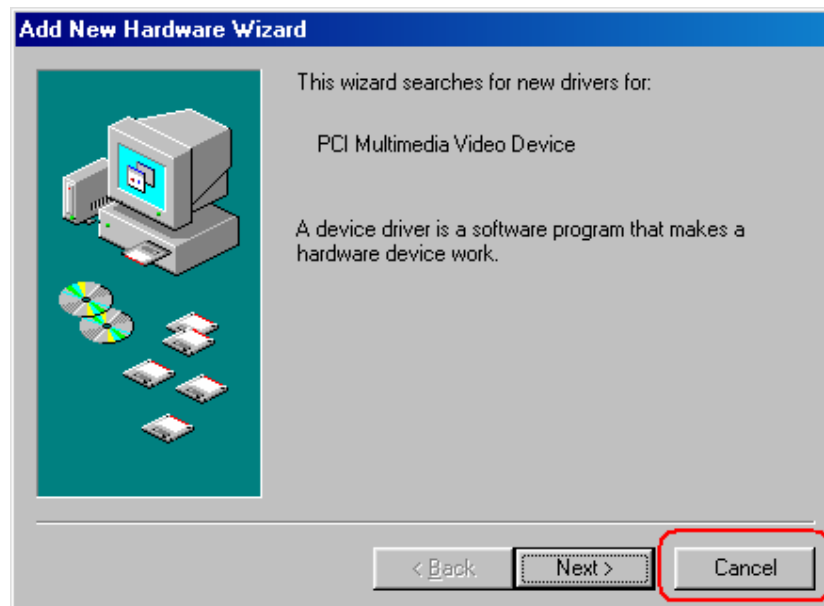 Add New Hardware Wizard
This wizard searches for new drivers for:
PCI Multimedia Video Device
A device driver is a software program that makes a
hardware device work.
< Back Next > Cancel